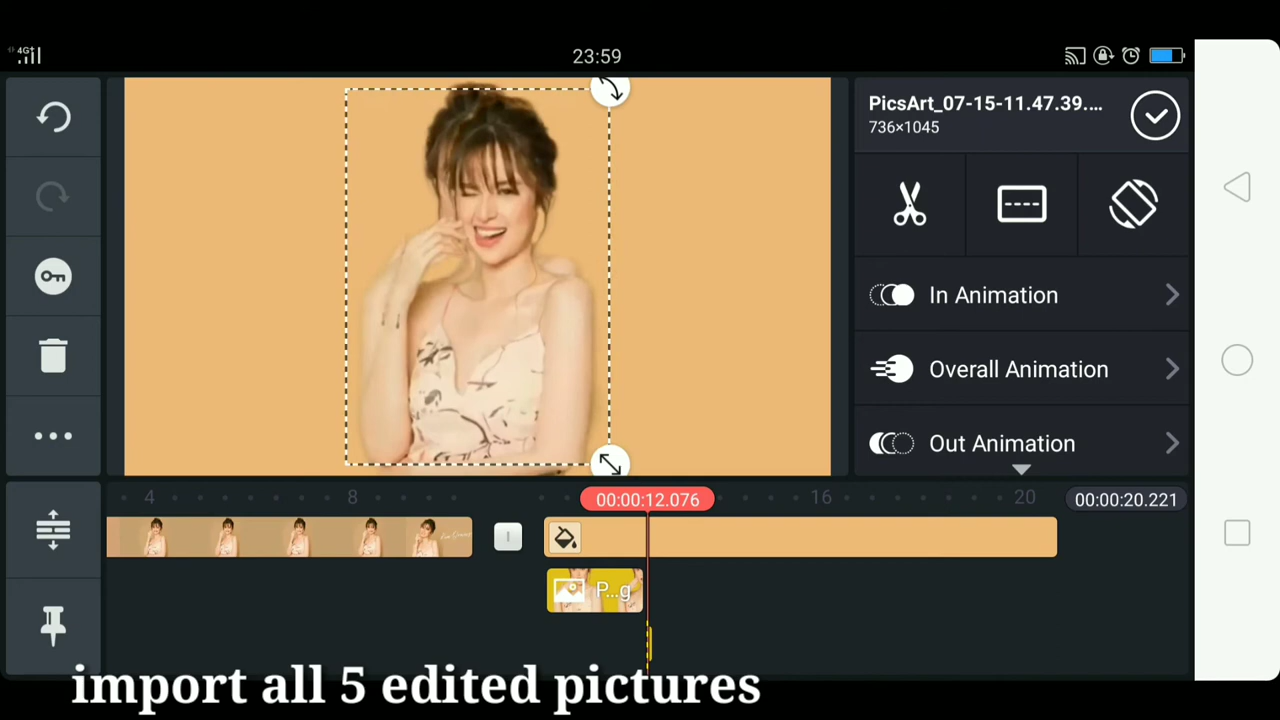 4G+
23:59
PicsArt_07-15-11.47.39....
736×1045
In Animation
Overall Animation
Out Animation
4
8
00:00:12.076
16
20
00:00:20.221
P...g
import all 5 edited pictures